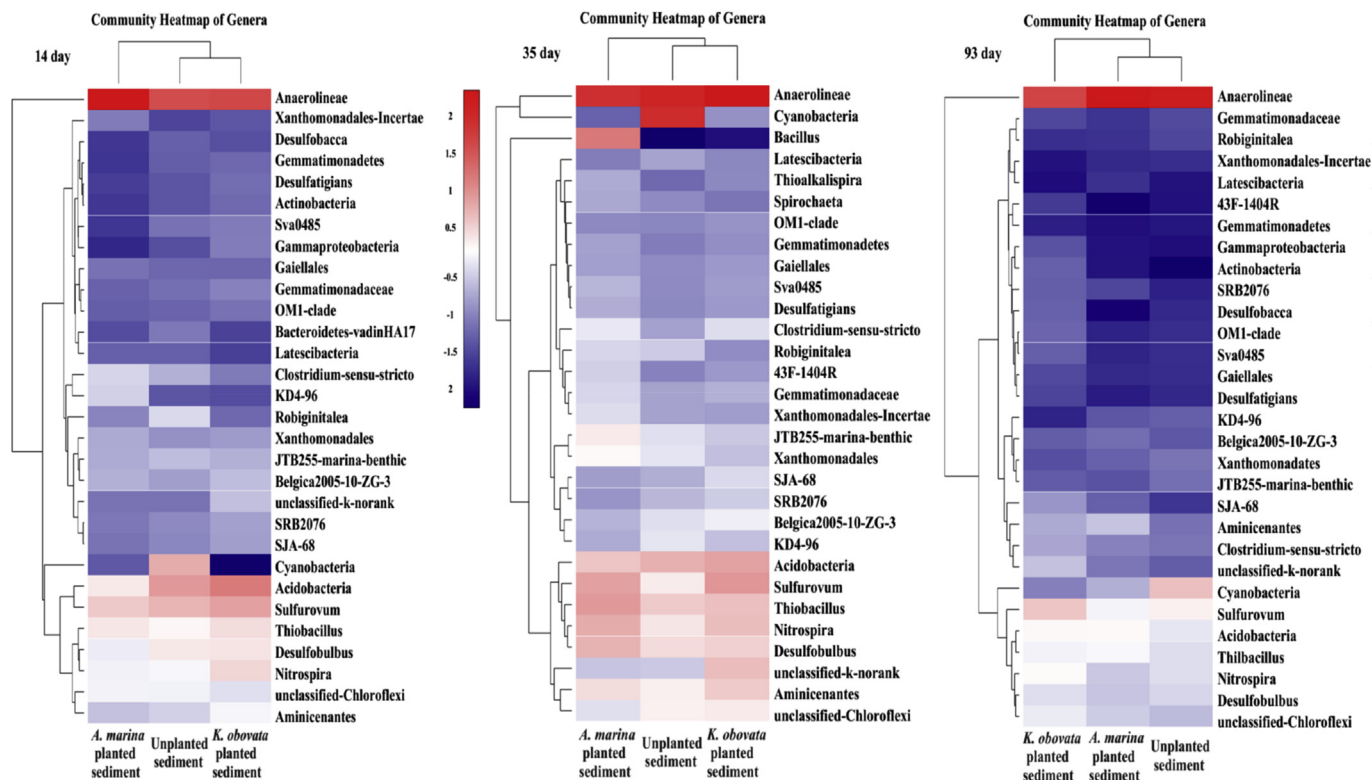 Community Heatmap of Genera
14 day
Anaerolineae
Xanthomonadales-Incertae
Desulfobacca
Gemmatimonadetes
Desulfatigians
Actinobacteria
Sva0485
Gammaproteobacteria
Gaiellales
Gemmatimonadaceae
OM1-clade
Bacteroidetes-vadinHA17
Latescibacteria
Clostridium-sensu-stricto
KD4-96
Robiginitalea
Xanthomonadales
JTB255-marina-benthic
Belgica2005-10-ZG-3
unclassified-k-norank
SRB2076
SJA-68
Cyanobacteria
Acidobacteria
Sulfurovum
Thiobacillus
Desulfobulbus
Nitrospira
unclassified-Chloroflexi
Aminicenantes
A. marina
planted
sediment
Unplanted
sediment
K. obovata
planted
sediment
2
1.5
1
0.5
-0.5
-1
-1.5
2
Community Heatmap of Genera
35 day
Anaerolineae
Cyanobacteria
Bacillus
Latescibacteria
Thioalkalispira
Spirochaeta
OM1-clade
Gemmatimonadetes
Gaiellales
Sva0485
Desulfatigians
Clostridium-sensu-stricto
Robiginitalea
43F-1404R
Gemmatimonadaceae
Xanthomonadales-Incertae
JTB255-marina-benthic
Xanthomonadales
SJA-68
SRB2076
Belgica2005-10-ZG-3
KD4-96
Acidobacteria
Sulfurovum
Thiobacillus
Nitrospira
Desulfobulbus
unclassified-k-norank
Aminicenantes
unclassified-Chloroflexi
A. marina
planted
sediment
Unplanted
sediment
K. obovata
planted
sediment
Community Heatmap of Genera
93 day
Anaerolineae
Gemmatimonadaceae
Robiginitalea
Xanthomonadales-Incertae
Latescibacteria
43F-1404R
Gemmatimonadetes
Gammaproteobacteria
Actinobacteria
SRB2076
Desulfobacca
OM1-clade
Sva0485
Gaiellales
Desulfatigians
KD4-96
Belgica2005-10-ZG-3
Xanthomonadates
JTB255-marina-benthic
SJA-68
Aminicenantes
Clostridium-sensu-stricto
unclassified-k-norank
Cyanobacteria
Sulfurovum
Acidobacteria
Thilbacillus
Nitrospira
Desulfobulbus
unclassified-Chloroflexi
K. obovata
planted
sediment
A. marina
planted
sediment
Unplanted
sediment